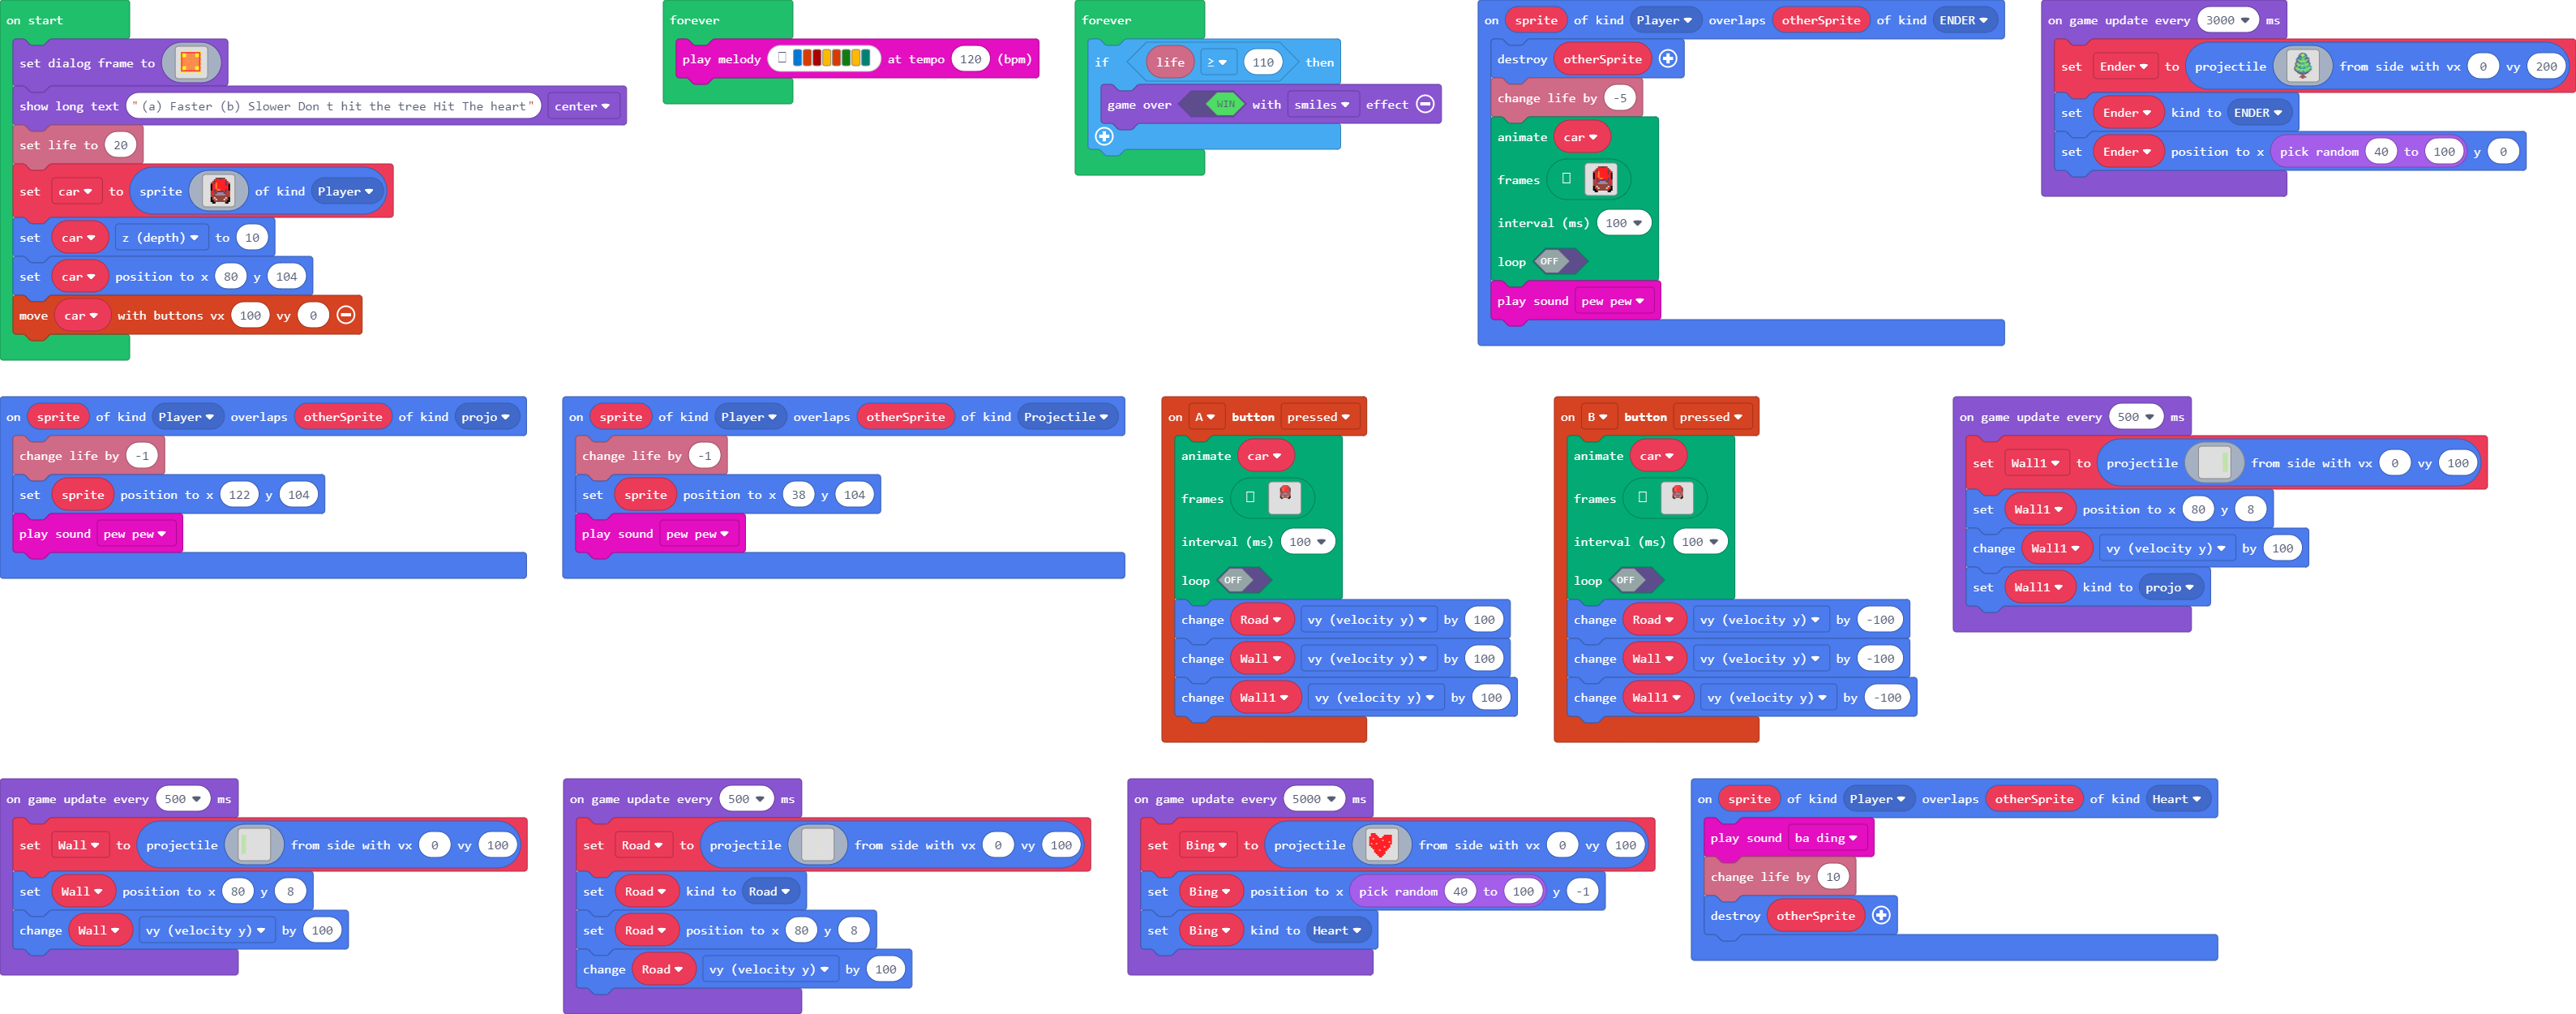 on start
set dialog frame to
show long text " (a) Faster (b) Slower Don t hit the tree Hit The heart " center
set life to 20
set car to sprite of kind Player
set car z (depth) to 10
set car position to x 80 y 104
move car with buttons vx 100 vy 0
forever
play melody at tempo 120 (bpm)
forever
if life ≥ 110 then
game over WIN with smiles effect
on sprite of kind Player overlaps otherSprite of kind ENDER
destroy otherSprite
change life by -5
animate car
frames
interval (ms) 100
loop OFF
play sound pew pew
on game update every 3000 ms
set Ender to projectile from side with vx 0 vy 200
set Ender kind to ENDER
set Ender position to x pick random 40 to 100 y 0
on sprite of kind Player overlaps otherSprite of kind projo
change life by -1
set sprite position to x 122 y 104
play sound pew pew
on sprite of kind Player overlaps otherSprite of kind Projectile
change life by -1
set sprite position to x 38 y 104
play sound pew pew
on A button pressed
animate car
frames
interval (ms) 100
loop OFF
change Road vy (velocity y) by 100
change Wall vy (velocity y) by 100
change Wall1 vy (velocity y) by 100
on B button pressed
animate car
frames
interval (ms) 100
loop OFF
change Road vy (velocity y) by -100
change Wall vy (velocity y) by -100
change Wall1 vy (velocity y) by -100
on game update every 500 ms
set Wall1 to projectile from side with vx 0 vy 100
set Wall1 position to x 80 y 8
change Wall1 vy (velocity y) by 100
set Wall1 kind to projo
on game update every 500 ms
set Wall to projectile from side with vx 0 vy 100
set Wall position to x 80 y 8
change Wall vy (velocity y) by 100
on game update every 500 ms
set Road to projectile from side with vx 0 vy 100
set Road kind to Road
set Road position to x 80 y 8
change Road vy (velocity y) by 100
on game update every 5000 ms
set Bing to projectile from side with vx 0 vy 100
set Bing position to x pick random 40 to 100 y -1
set Bing kind to Heart
on sprite of kind Player overlaps otherSprite of kind Heart
play sound ba ding
change life by 10
destroy otherSprite